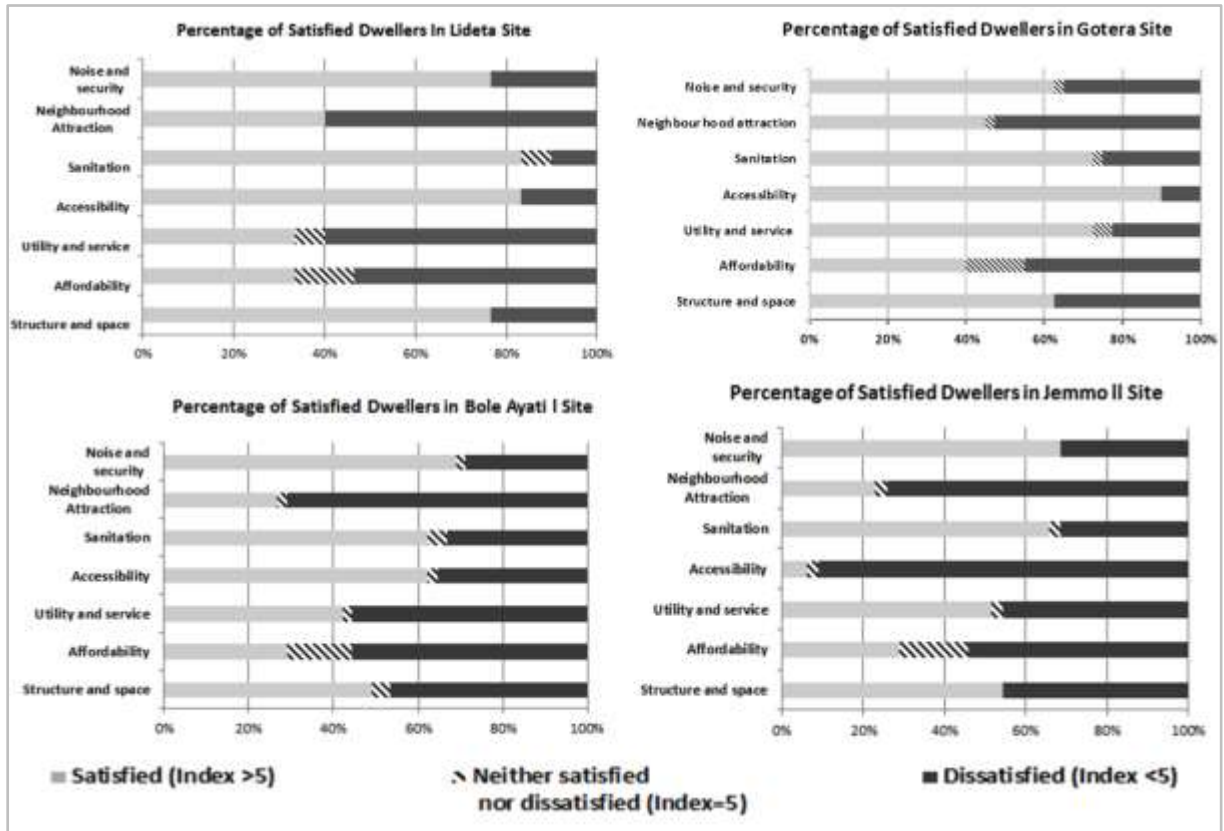 Percentage of Satisfied Dwellers In Lideta Site
Noise and
security
Neighbourhood
Attraction
Sanitation
Accessibility
Utility and service
Affordability
Structure and space
0% 20% 40% 60% 80% 100%
Percentage of Satisfied Dwellers in Gotera Site
Noise and security
Neighbourhood attraction
Sanitation
Accessibility
Utility and service
Affordability
Structure and space
0% 20% 40% 60% 80% 100%
Percentage of Satisfied Dwellers in Bole Ayati I Site
Noise and
security
Neighbourhood
Attraction
Sanitation
Accessibility
Utility and service
Affordability
Structure and space
0% 20% 40% 60% 80% 100%
Percentage of Satisfied Dwellers in Jemmo II Site
Noise and
security
Neighbourhood
Attraction
Sanitation
Accessibility
Utility and service
Affordability
Structure and space
0% 20% 40% 60% 80% 100%
Satisfied (Index >5)
Neither satisfied
nor dissatisfied (Index=5)
Dissatisfied (Index <5)